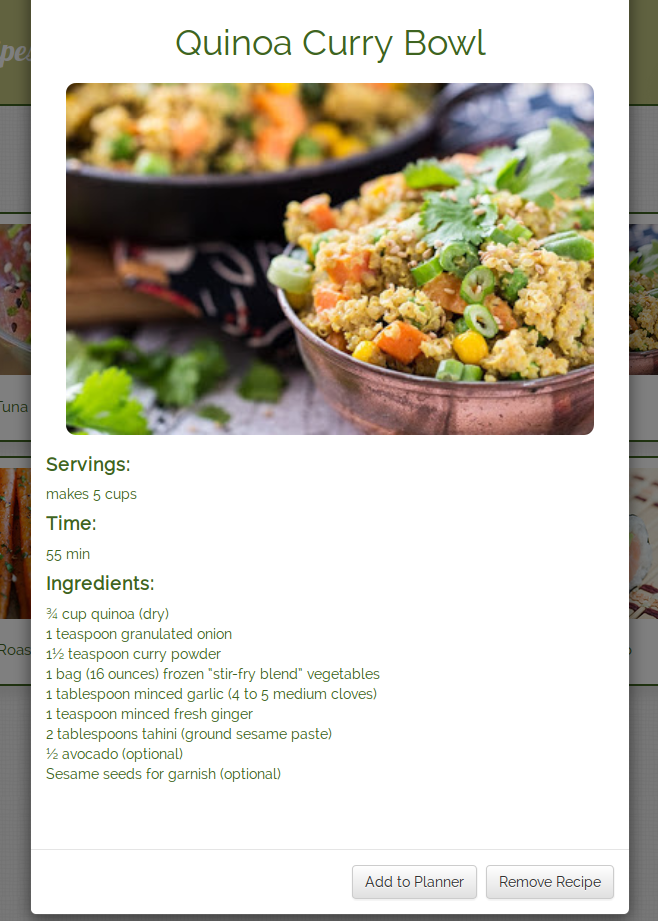 pes
Quinoa Curry Bowl
Tuna
Servings:
makes 5 cups
Time:
55 min
Ingredients:
¾ cup quinoa (dry)
1 teaspoon granulated onion
1½ teaspoon curry powder
Roas
1 bag (16 ounces) frozen "stir-fry blend" vegetables
1 tablespoon minced garlic (4 to 5 medium cloves)
1 teaspoon minced fresh ginger
2 tablespoons tahini (ground sesame paste)
½ avocado (optional)
Sesame seeds for garnish (optional)
Add to Planner
Remove Recipe